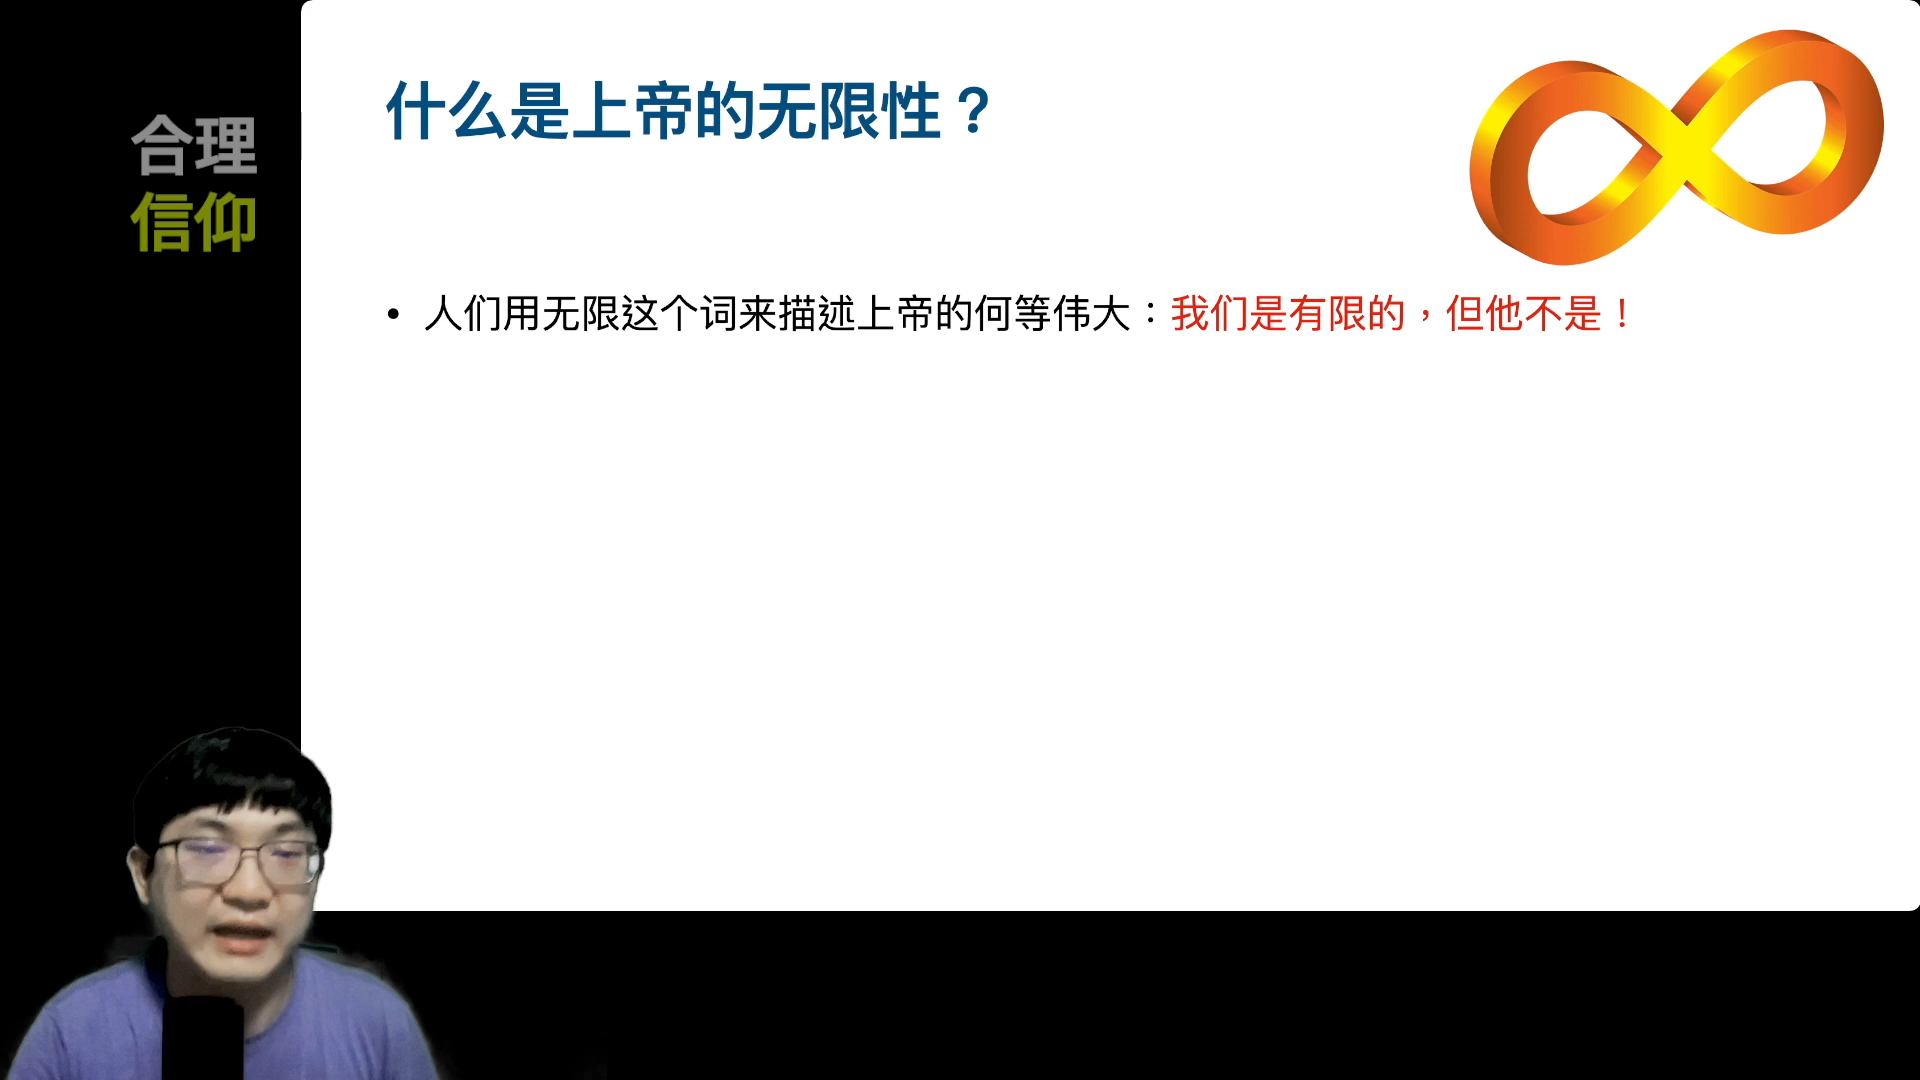 合理
信仰
什么是上帝的无限性？
• 人们用无限这个词来描述上帝的何等伟大：我们是有限的，但他不是！